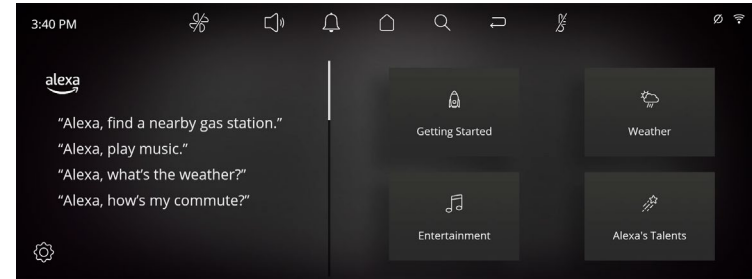 3:40 PM
alexa
“Alexa, find a nearby gas station.”
“Alexa, play music.”
“Alexa, what's the weather?”
“Alexa, how's my commute?”
Getting Started
Weather
Entertainment
Alexa's Talents